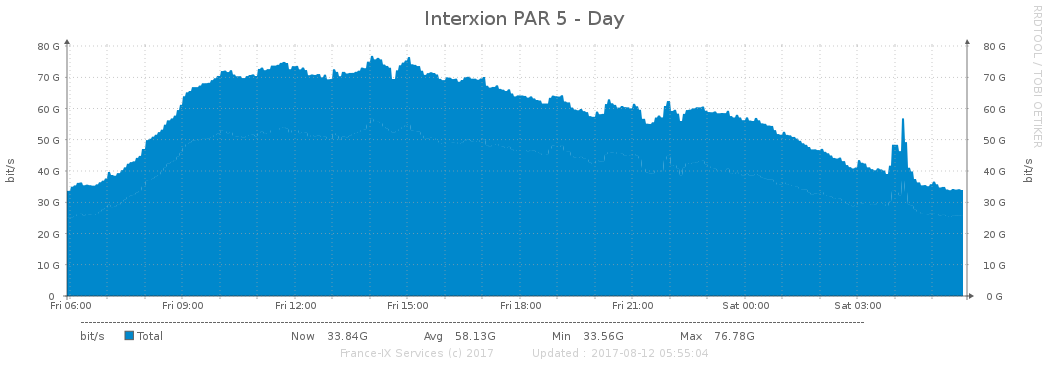 Interxion PAR 5 - Day
RRDTOOL / TOBI OETIKER
80 G 80 G
70 G 70 G
60 G 60 G
50 G 50 G
40 G 40 G
30 G 30 G
20 G 20 G
10 G 10 G
0 0 G
bit/s
bit/s
Fri 06:00 Fri 09:00 Fri 12:00 Fri 15:00 Fri 18:00 Fri 21:00 Sat 00:00 Sat 03:00
bit/s Total Now 33.84G Avg 58.13G Min 33.56G Max 76.78G
France-IX Services (c) 2017 Updated : 2017-08-12 05:55:04